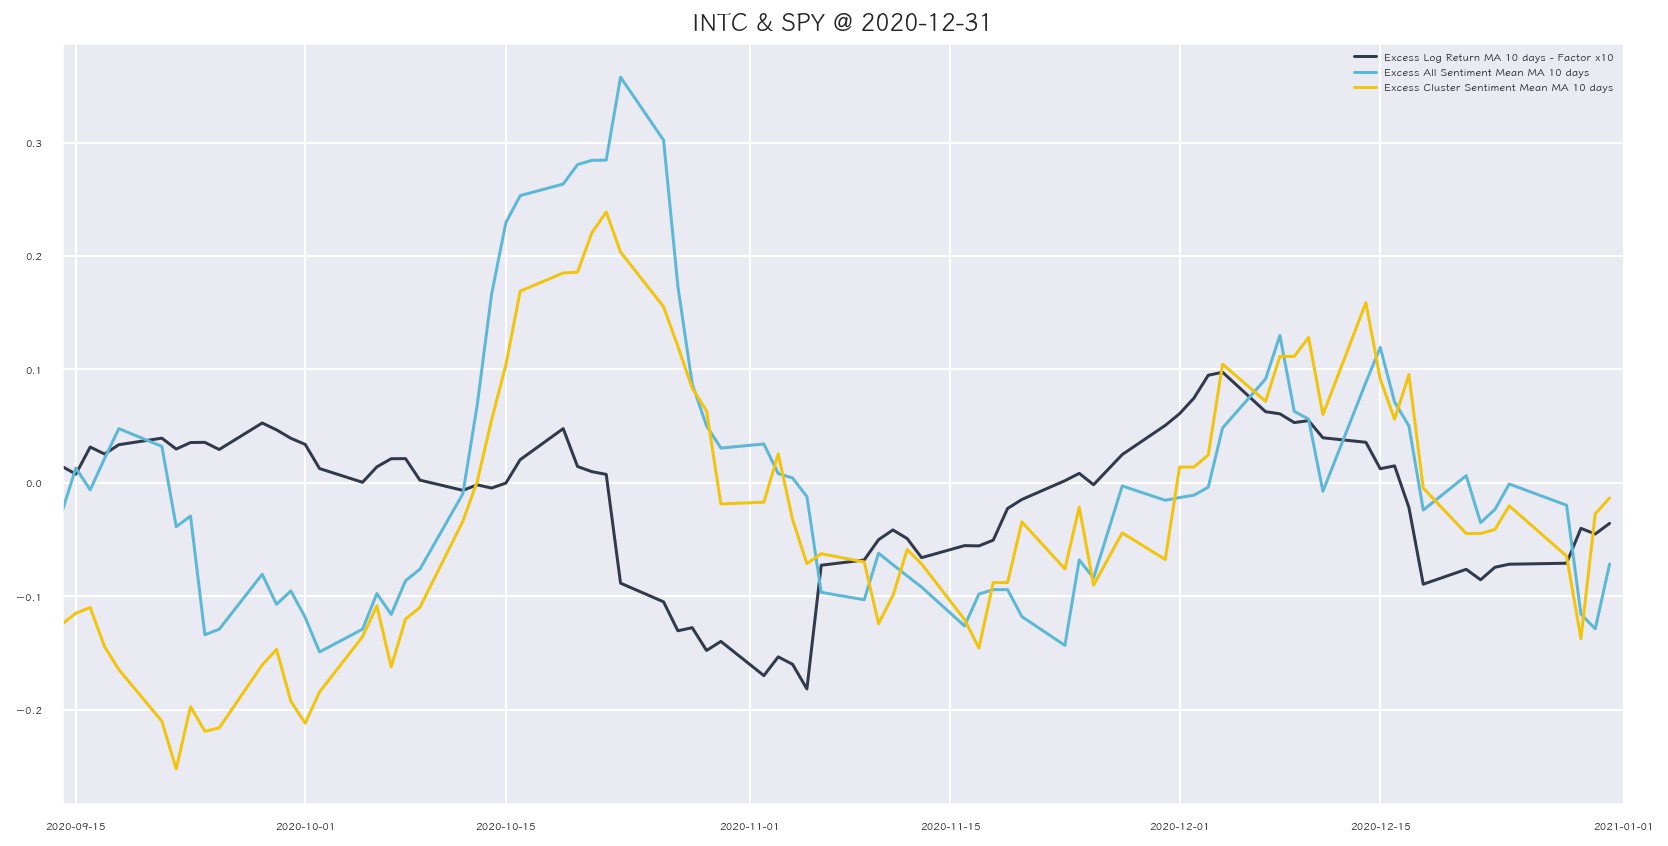 INTC & SPY @ 2020-12-31
Excess Log Return MA 10 days - Factor x10
Excess All Sentiment Mean MA 10 days
Excess Cluster Sentiment Mean MA 10 days
0.3
0.2
0.1
0.0
−0.1
−0.2
2020-09-15 2020-10-01 2020-10-15 2020-11-01 2020-11-15 2020-12-01 2020-12-15 2021-01-01